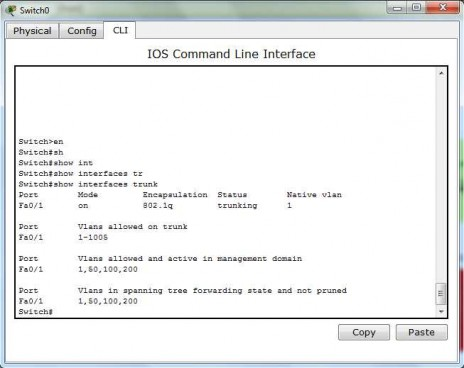 Switch0
Physical Config CLI
IOS Command Line Interface
Switch>en
Switch#sh
Switch#show int
Switch#show interfaces tr
Switch#show interfaces trunk
Port Mode Encapsulation Status Native vlan
Fa0/1 on 802.1q trunking 1
Port Vlans allowed on trunk
Fa0/1 1-1005
Port Vlans allowed and active in management domain
Fa0/1 1,50,100,200
Port Vlans in spanning tree forwarding state and not pruned
Fa0/1 1,50,100,200
Switch#
Copy Paste